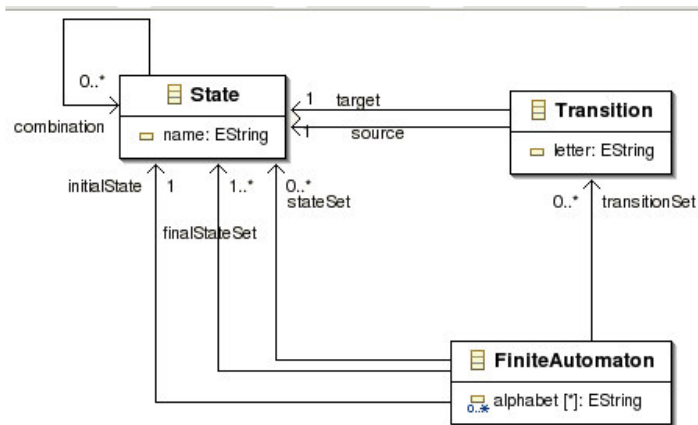 0..*
State
combination
name: EString
1 target
1 source
Transition
letter: EString
initialState
1
1..*
0..*
finalStateSet
stateSet
0..*
transitionSet
FiniteAutomaton
0..*
alphabet [*]: EString